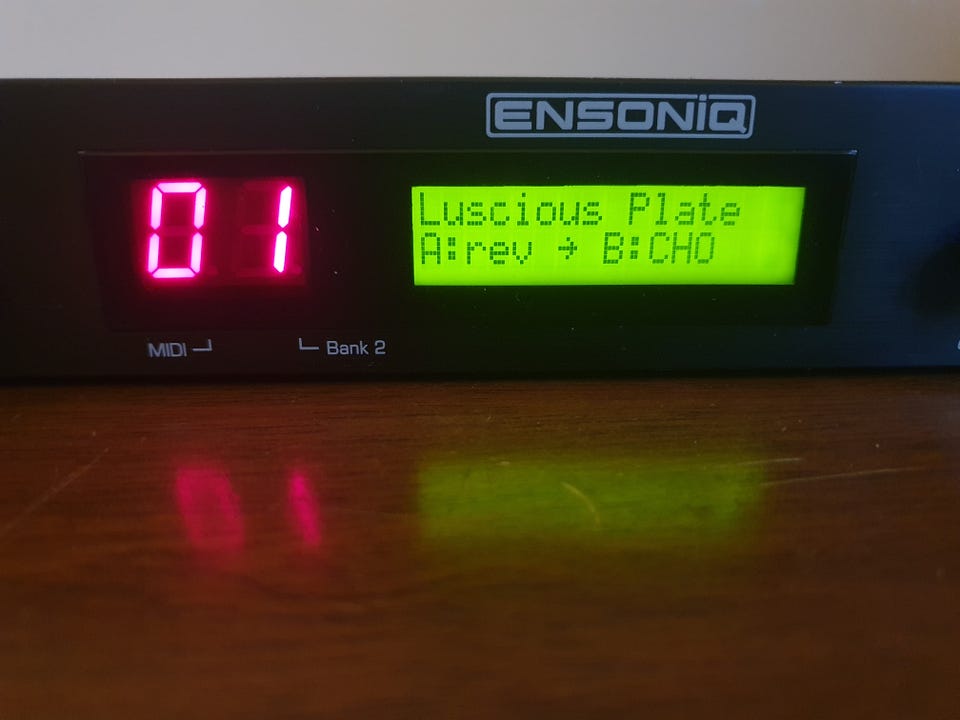 ENSONIQ
01
Luscious Plate
A:rev → B:CHO
MIDI
Bank 2